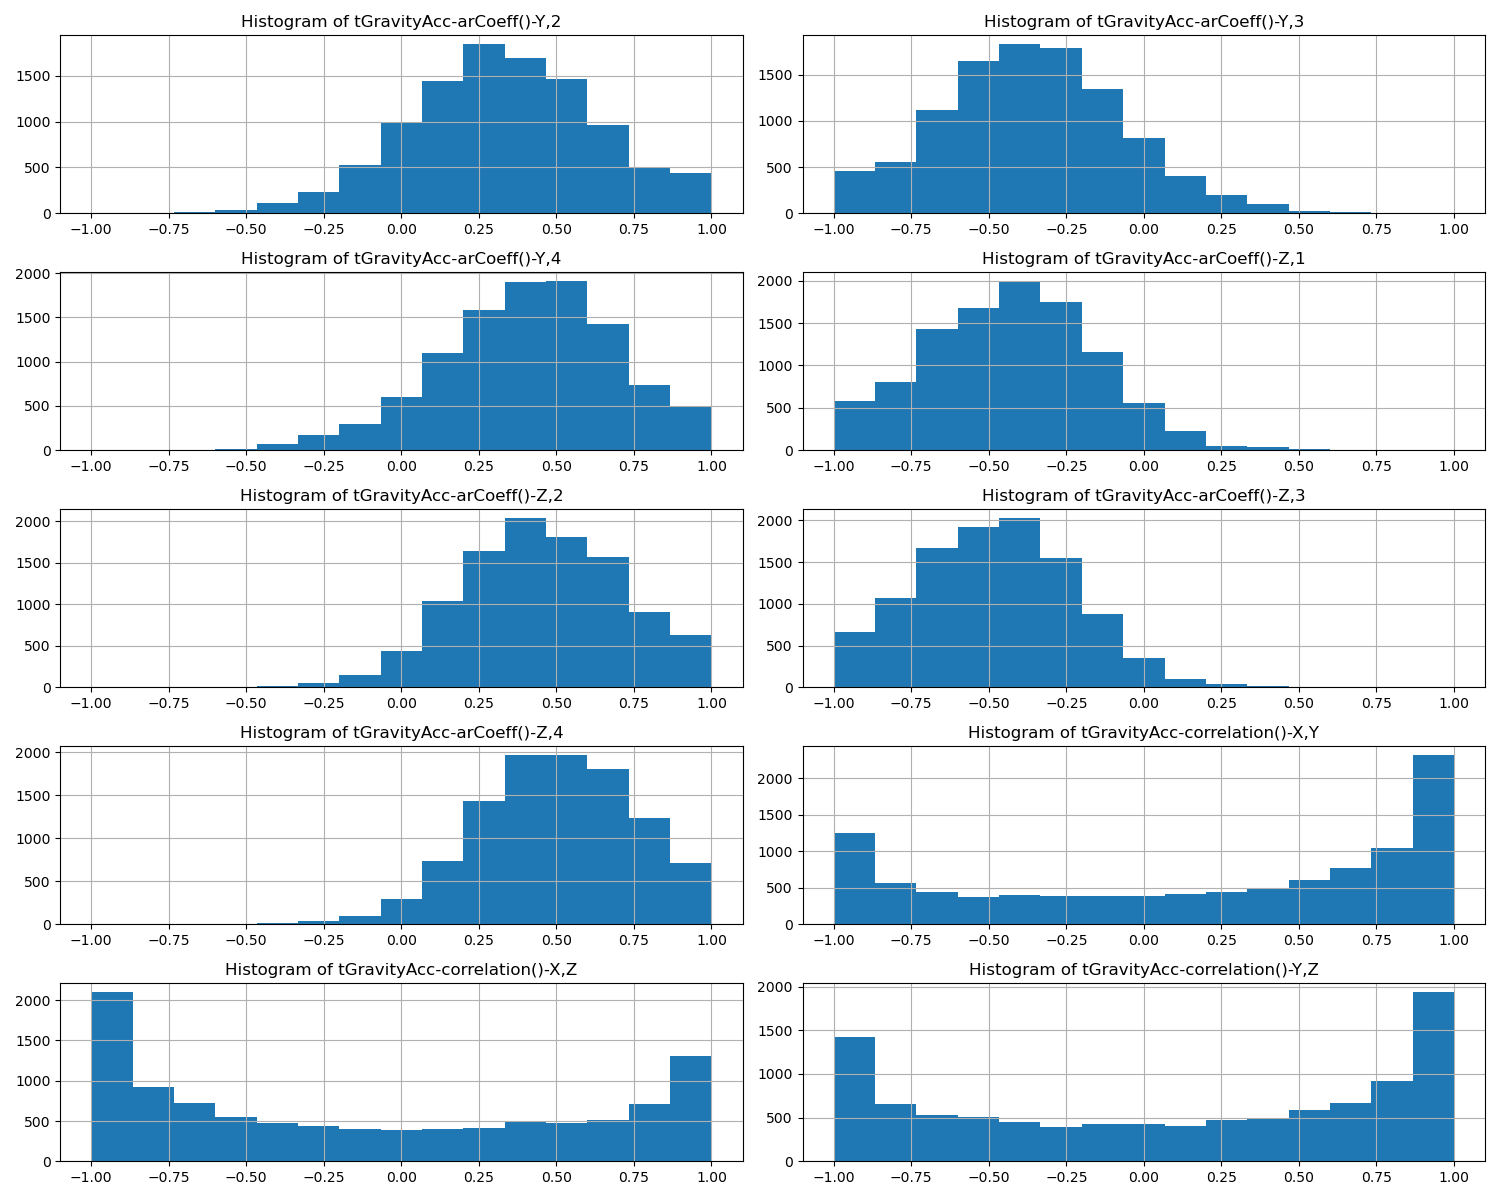 Histogram of tGravityAcc-arCoeff()-Y,2
1500
1000
500
0
−1.00 −0.75 −0.50 −0.25 0.00 0.25 0.50 0.75 1.00
Histogram of tGravityAcc-arCoeff()-Y,3
1500
1000
500
0
−1.00 −0.75 −0.50 −0.25 0.00 0.25 0.50 0.75 1.00
Histogram of tGravityAcc-arCoeff()-Y,4
2000
1500
1000
500
0
−1.00 −0.75 −0.50 −0.25 0.00 0.25 0.50 0.75 1.00
Histogram of tGravityAcc-arCoeff()-Z,1
2000
1500
1000
500
0
−1.00 −0.75 −0.50 −0.25 0.00 0.25 0.50 0.75 1.00
Histogram of tGravityAcc-arCoeff()-Z,2
2000
1500
1000
500
0
−1.00 −0.75 −0.50 −0.25 0.00 0.25 0.50 0.75 1.00
Histogram of tGravityAcc-arCoeff()-Z,3
2000
1500
1000
500
0
−1.00 −0.75 −0.50 −0.25 0.00 0.25 0.50 0.75 1.00
Histogram of tGravityAcc-arCoeff()-Z,4
2000
1500
1000
500
0
−1.00 −0.75 −0.50 −0.25 0.00 0.25 0.50 0.75 1.00
Histogram of tGravityAcc-correlation()-X,Y
2000
1500
1000
500
0
−1.00 −0.75 −0.50 −0.25 0.00 0.25 0.50 0.75 1.00
Histogram of tGravityAcc-correlation()-X,Z
2000
1500
1000
500
0
−1.00 −0.75 −0.50 −0.25 0.00 0.25 0.50 0.75 1.00
Histogram of tGravityAcc-correlation()-Y,Z
2000
1500
1000
500
0
−1.00 −0.75 −0.50 −0.25 0.00 0.25 0.50 0.75 1.00